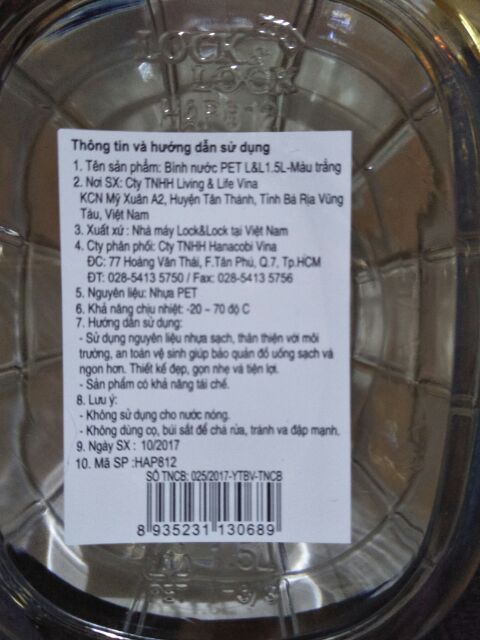 LOCK
LOCK
HAP812
Thông tin và hướng dẫn sử dụng
1. Tên sản phẩm: Bình nước PET L&L1.5L-Màu trắng
2. Nơi SX: Cty TNHH Living & Life Vina
KCN Mỹ Xuân A2, Huyện Tân Thành, Tỉnh Bà Rịa Vũng
Tàu, Việt Nam
3. Xuất xứ : Nhà máy Lock&Lock tại Việt Nam
4. Cty phân phối: Cty TNHH Hanacobi Vina
ĐC: 77 Hoàng Văn Thái, F.Tân Phú, Q.7, Tp.HCM
ĐT: 028-5413 5750 / Fax: 028-5413 5756
5. Nguyên liệu: Nhựa PET
6. Khả năng chịu nhiệt: -20 ~ 70 độ C
7. Hướng dẫn sử dụng:
- Sử dụng nguyên liệu nhựa sạch, thân thiện với môi
trường, an toàn vệ sinh giúp bảo quản đồ uống sạch và
ngon hơn. Thiết kế đẹp, gọn nhẹ và tiện lợi.
- Sản phẩm có khả năng tái chế.
8. Lưu ý:
- Không sử dụng cho nước nóng.
- Không dùng cọ, búi sắt để chà rửa, tránh va đập mạnh.
9. Ngày SX : 10/2017
10. Mã SP :HAP812
SỐ TNCB: 025/2017-YTBV-TNCB
8 935231 130689
5L
PET